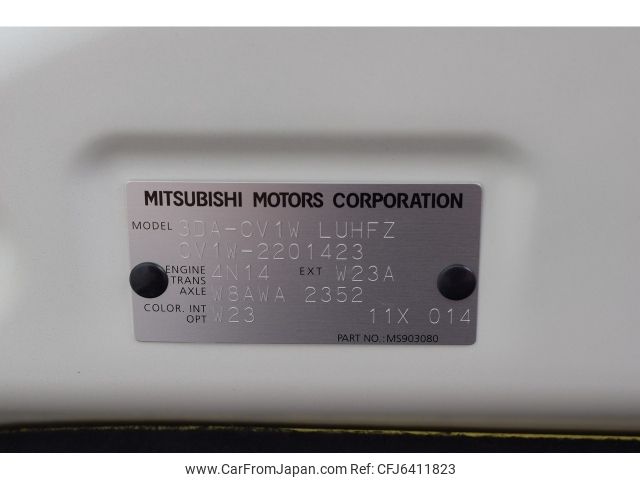 MITSUBISHI MOTORS CORPORATION
MODEL 3DA-CV1W LUHFZ
CV1W-2201423
ENGINE 4N14 EXT W23A
TRANS
AXLE W8AWA 2352
COLOR. INT
OPT W23 11X 014
PART NO.: MS903080
www.CarFromJapan.com ID:CFJ6411823